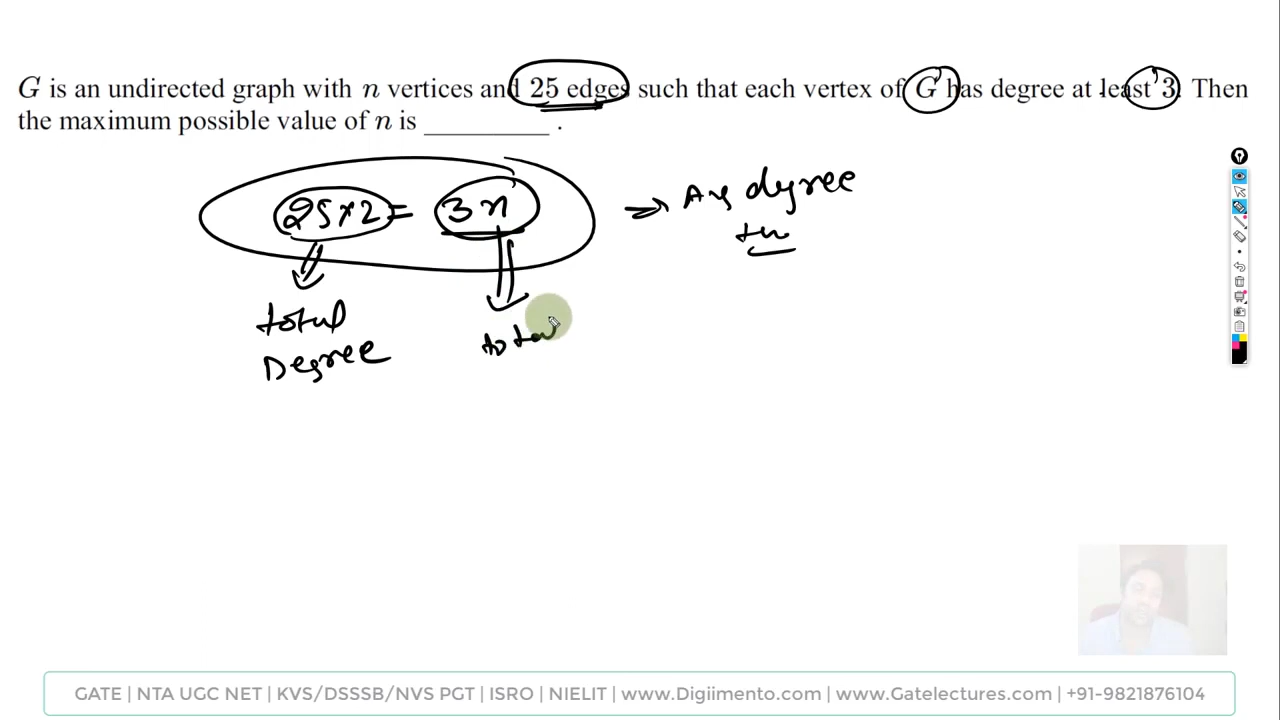 G is an undirected graph with n vertices and 25 edges such that each vertex of G has degree at least 3. Then
the maximum possible value of n is __________ .
25×2 = 3n → Avg degree
thm
total
Degree
total
GATE | NTA UGC NET | KVS/DSSSB/NVS PGT | ISRO | NIELIT | www.Digiimento.com | www.Gatelectures.com | +91-9821876104